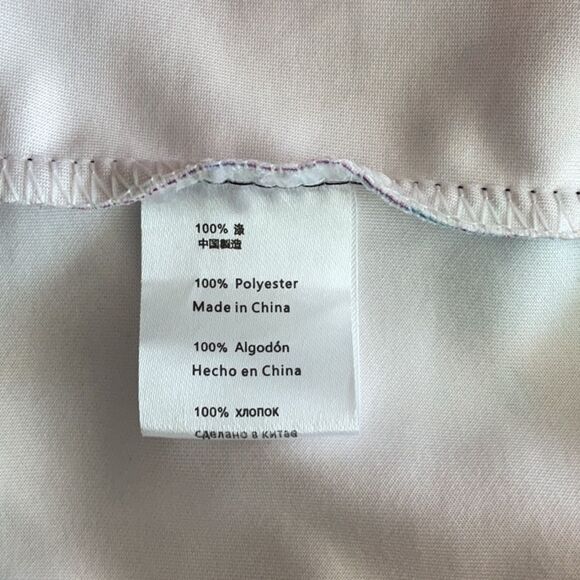 100% 涤
中国製造
100% Polyester
Made in China
100% Algodón
Hecho en China
100% хлопок
сделано в китае